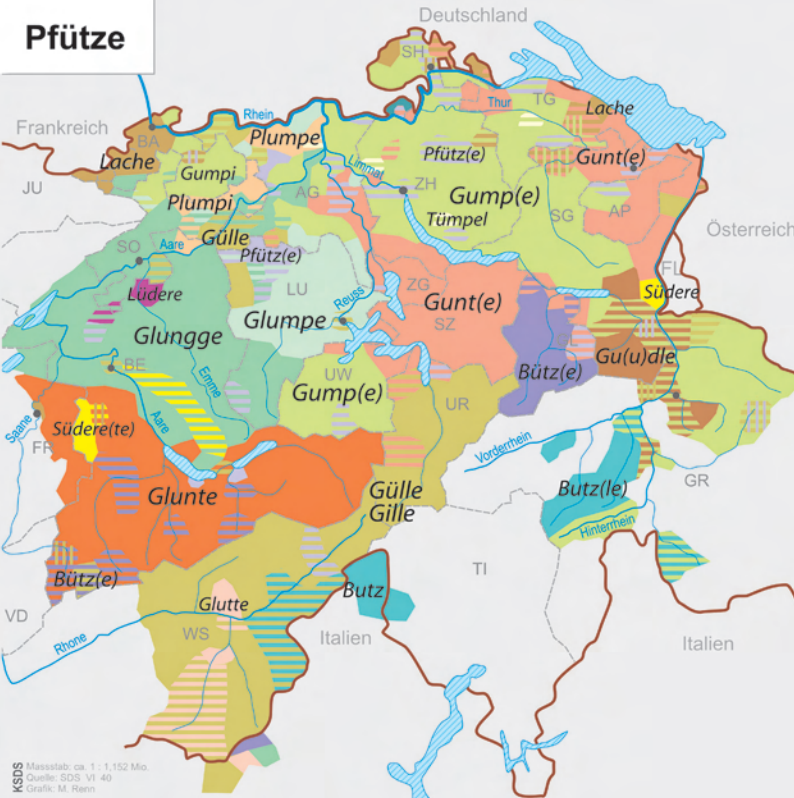 Pfütze
Deutschland
SH
Thur
TG
Lache
Rhein
Frankreich
BA
Plumpe
Lache
Gumpi
Limmat
Pfütz(e)
Gunt(e)
JU
Plumpi
AG
ZH
Gump(e)
Tümpel
SG
AP
Österreich
SO
Aare
Gülle
Pfütz(e)
FL
Südere
Lüdere
LU
Reuss
ZG
Gunt(e)
SZ
Glungge
Glumpe
Gu(u)dle
Bütz(e)
BE
Emme
UW
Gump(e)
UR
Saane
Aare
FR
Südere(te)
Vorderrhein
Glunte
Gülle
Gille
Butz(le)
GR
Hinterrhein
Bütz(e)
TI
Butz
Glutte
VD
WS
Rhone
Italien
Italien
KSDS
Massstab: ca. 1 : 1,152 Mio.
Quelle: SDS VI 40
Grafik: M. Renn